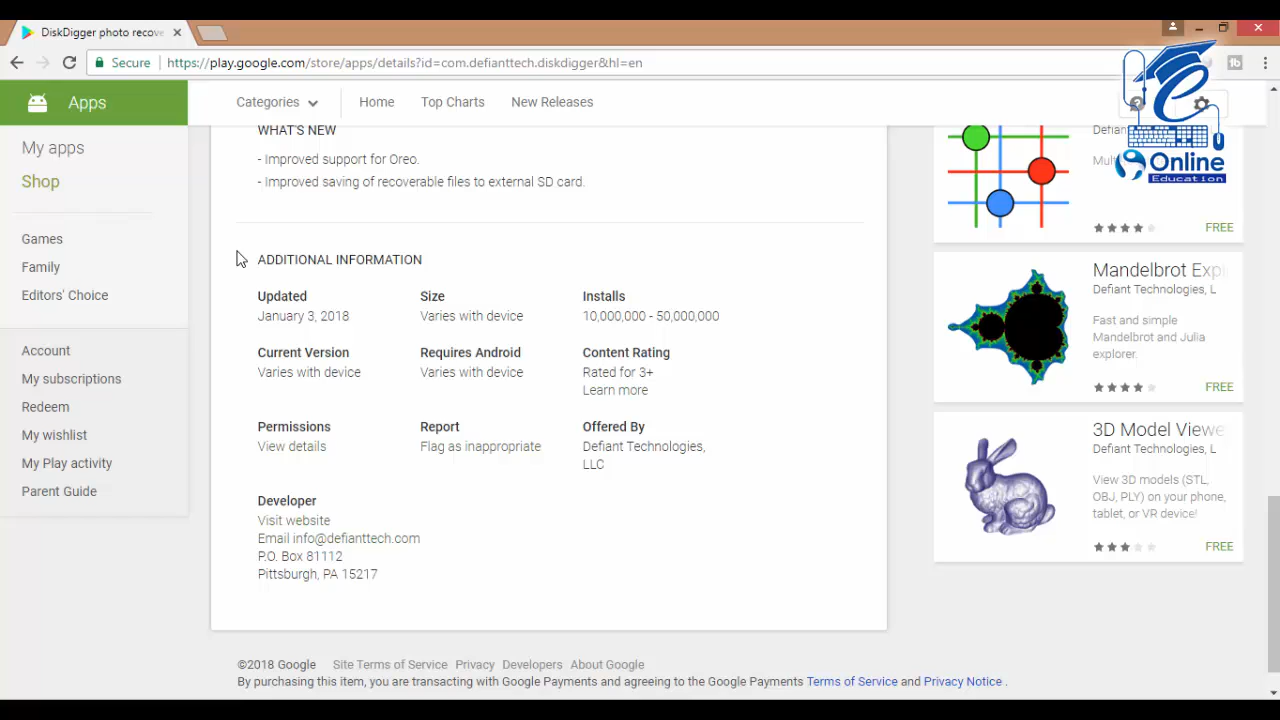 DiskDigger photo recove
Secure
https://play.google.com/store/apps/details?id=com.defianttech.diskdigger&hl=en
Apps
Categories
Home
Top Charts
New Releases
My apps
Shop
Games
Family
Editors' Choice
Account
My subscriptions
Redeem
My wishlist
My Play activity
Parent Guide
WHAT'S NEW
- Improved support for Oreo.
- Improved saving of recoverable files to external SD card.
ADDITIONAL INFORMATION
Updated
January 3, 2018
Size
Varies with device
Installs
10,000,000 - 50,000,000
Current Version
Varies with device
Requires Android
Varies with device
Content Rating
Rated for 3+
Learn more
Permissions
View details
Report
Flag as inappropriate
Offered By
Defiant Technologies,
LLC
Developer
Visit website
Email info@defianttech.com
P.O. Box 81112
Pittsburgh, PA 15217
Online
Education
FREE
Mandelbrot Expl
Defiant Technologies, L
Fast and simple
Mandelbrot and Julia
explorer.
FREE
3D Model Viewe
Defiant Technologies, L
View 3D models (STL,
OBJ, PLY) on your phone,
tablet, or VR device!
FREE
©2018 Google
Site Terms of Service
Privacy
Developers
About Google
By purchasing this item, you are transacting with Google Payments and agreeing to the Google Payments Terms of Service and Privacy Notice .